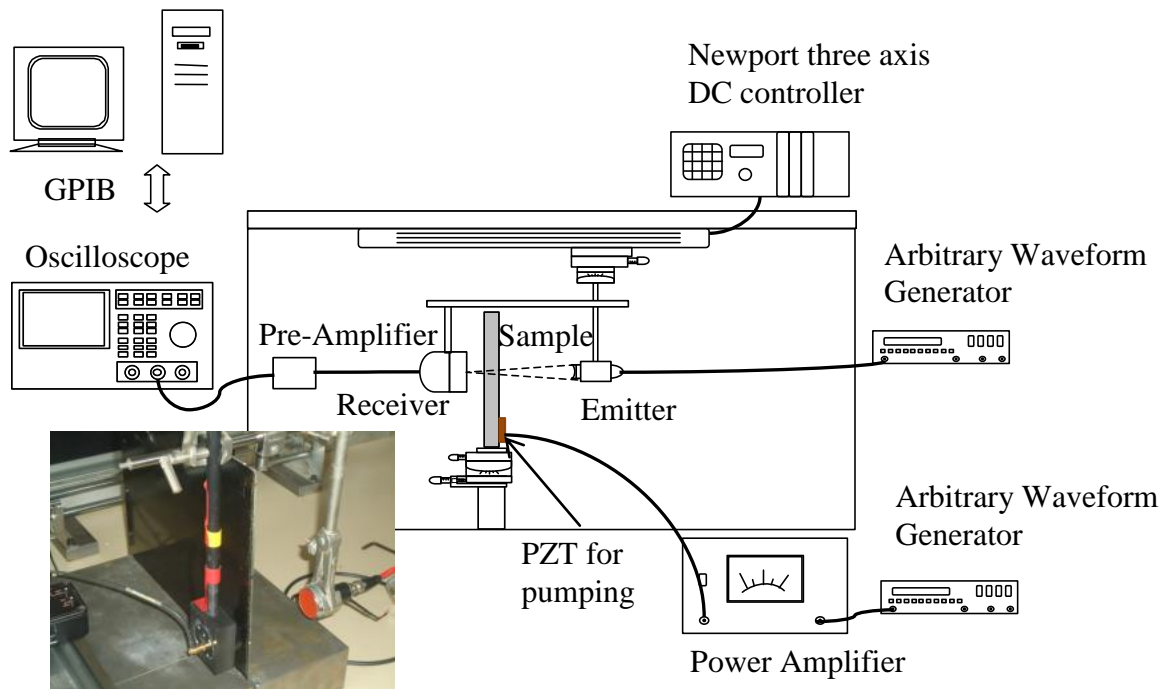 Newport three axis
DC controller
GPIB
Oscilloscope
Arbitrary Waveform
Generator
Pre-Amplifier
Sample
Receiver
Emitter
Arbitrary Waveform
Generator
PZT for
pumping
Power Amplifier